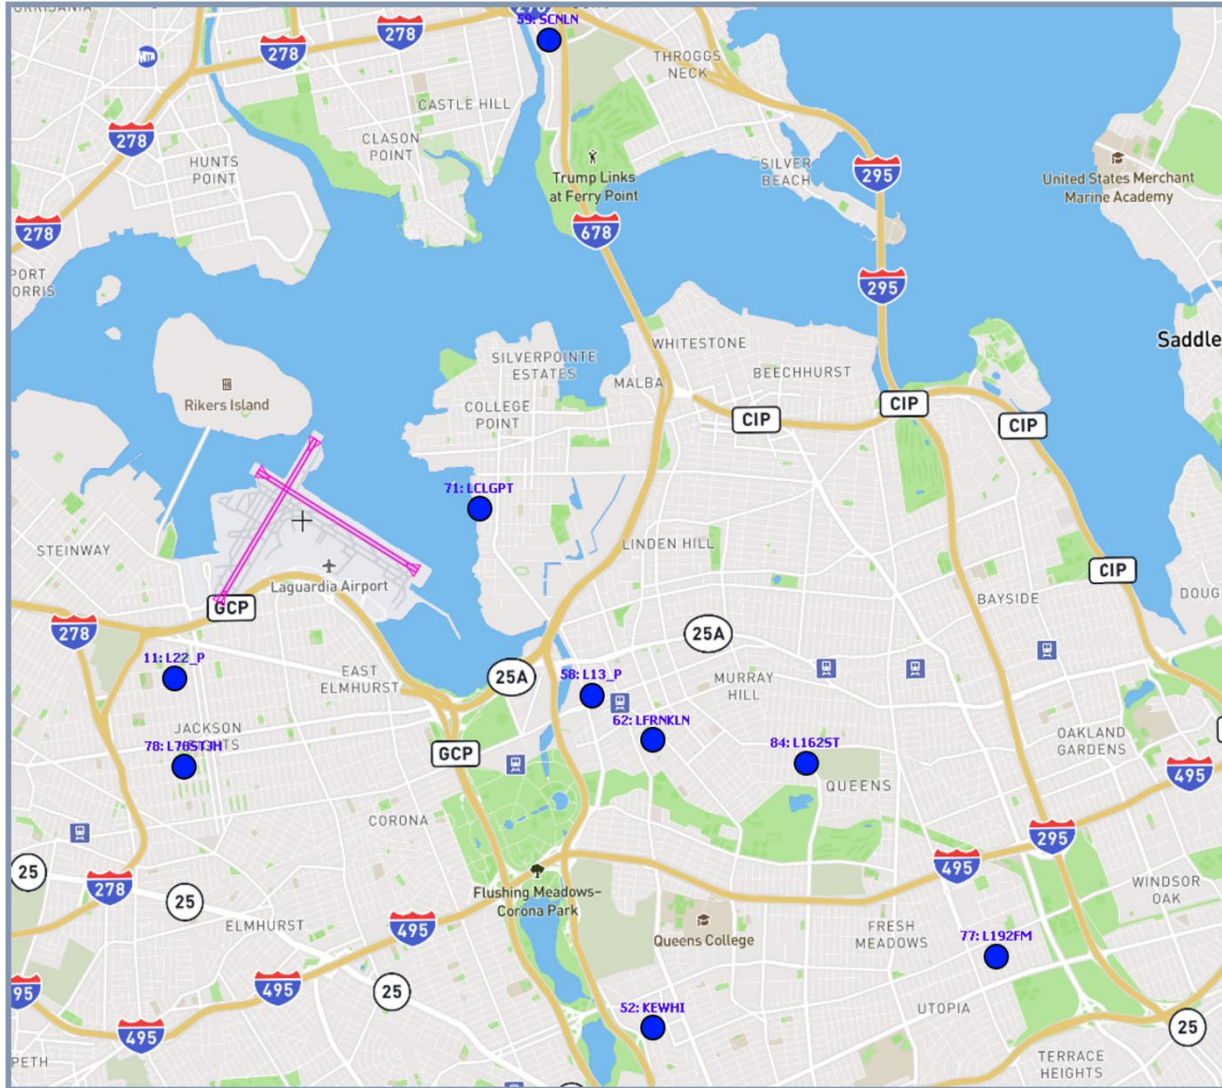 278
59: SCNLN
278
278
THROGGS
NECK
CASTLE HILL
278
CLASON
POINT
HUNTS
POINT
SILVER
BEACH
295
Trump Links
at Ferry Point
United States Merchant
Marine Academy
278
678
PORT
ORRIS
295
Saddle
WHITESTONE
SILVERPOINTE
ESTATES
MALBA
BEECHHURST
Rikers Island
COLLEGE
POINT
CIP
CIP
CIP
71: LCLGPT
STEINWAY
LINDEN HILL
CIP
Laguardia Airport
DOUG
BAYSIDE
GCP
278
25A
11: L22_P
EAST
ELMHURST
25A
58: L13_P
MURRAY
HILL
62: LFRNKLN
JACKSON
78: L78STJH
GCP
84: L162ST
OAKLAND
GARDENS
495
QUEENS
CORONA
295
25
278
495
Flushing Meadows-
Corona Park
WINDSOR
OAK
25
ELMHURST
495
Queens College
FRESH
MEADOWS
77: L192FM
495
95
25
UTOPIA
52: KEWHI
495
25
PETH
TERRACE
HEIGHTS